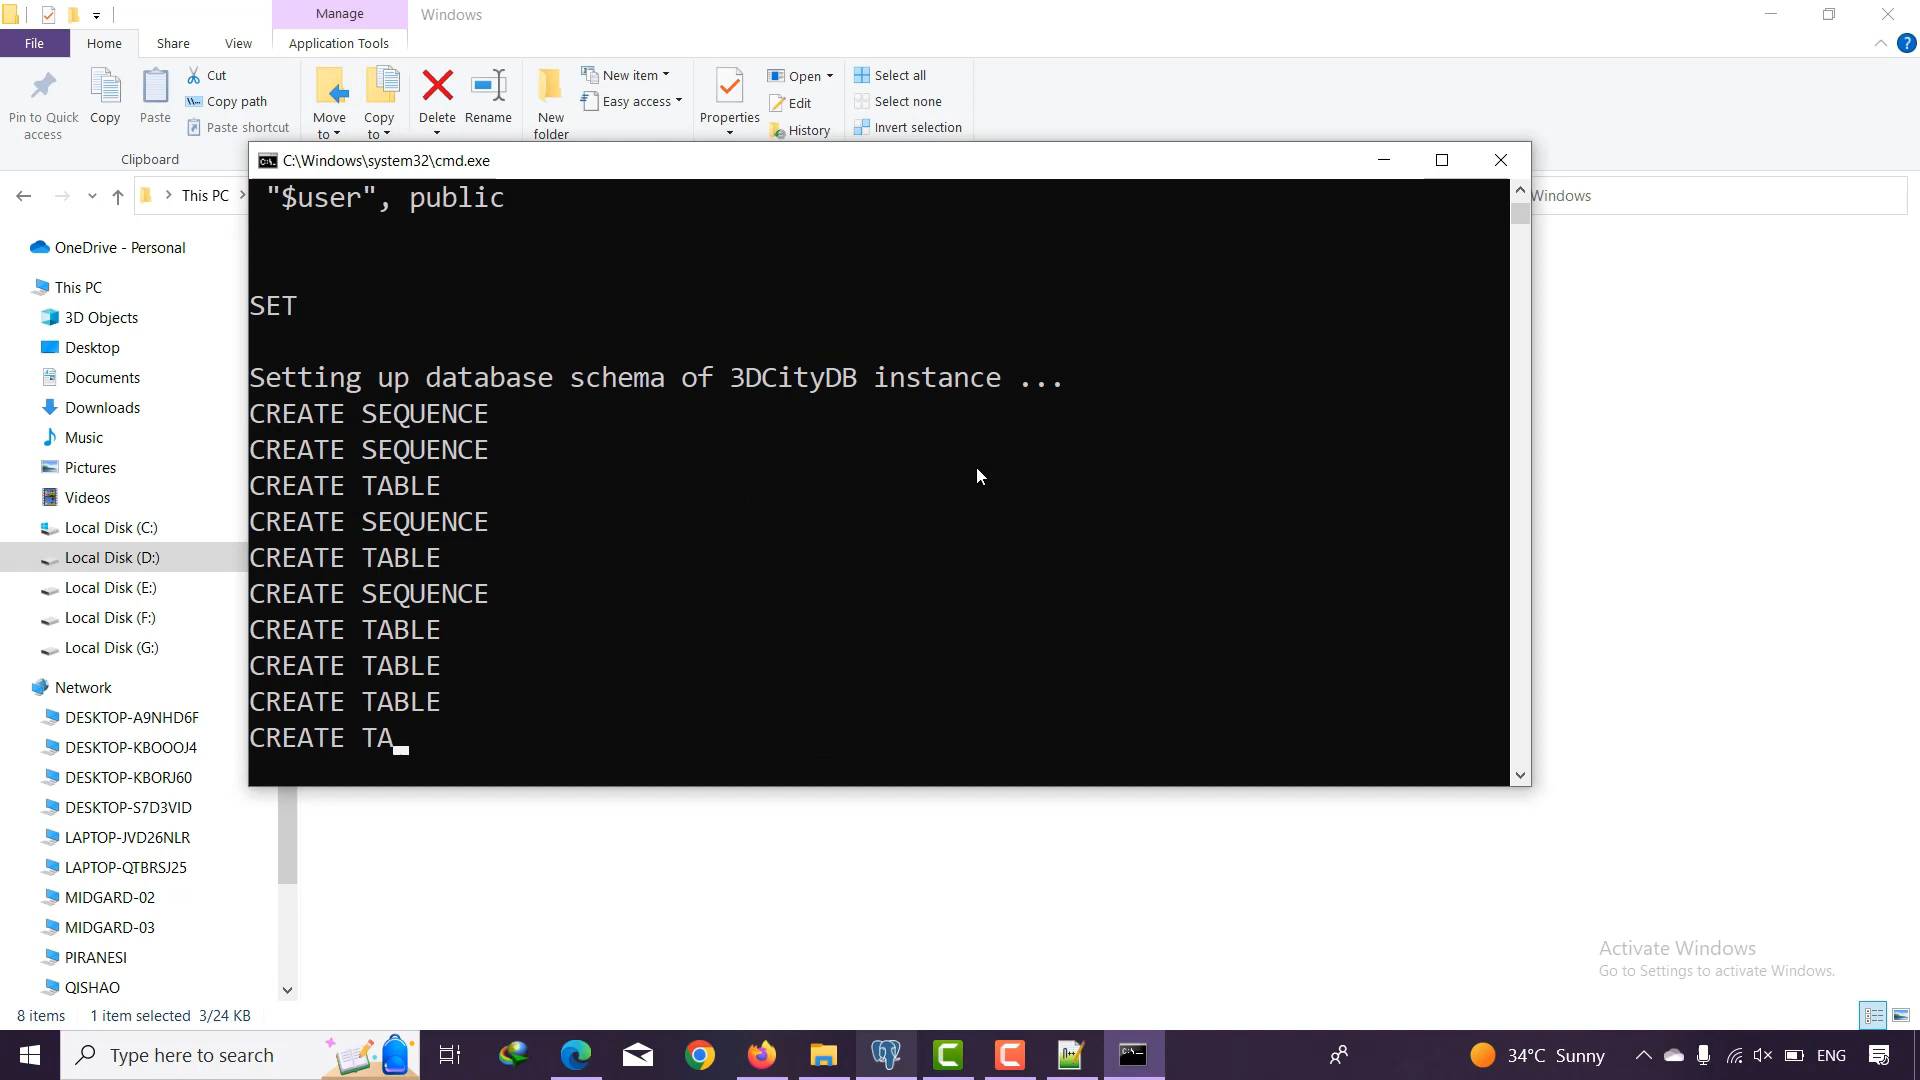 Manage
Windows
File
Home
Share
View
Application Tools
Pin to Quick access
Copy
Paste
Cut
Copy path
Paste shortcut
Clipboard
Move to
Copy to
Delete
Rename
New folder
New item
Easy access
Properties
Open
Edit
History
Select all
Select none
Invert selection
This PC
Windows
C:\Windows\system32\cmd.exe
"$user", public
SET
Setting up database schema of 3DCityDB instance ...
CREATE SEQUENCE
CREATE SEQUENCE
CREATE TABLE
CREATE SEQUENCE
CREATE TABLE
CREATE SEQUENCE
CREATE TABLE
CREATE TABLE
CREATE TABLE
CREATE TA
OneDrive - Personal
This PC
3D Objects
Desktop
Documents
Downloads
Music
Pictures
Videos
Local Disk (C:)
Local Disk (D:)
Local Disk (E:)
Local Disk (F:)
Local Disk (G:)
Network
DESKTOP-A9NHD6F
DESKTOP-KBOOOJ4
DESKTOP-KBORJ60
DESKTOP-S7D3VID
LAPTOP-JVD26NLR
LAPTOP-QTBRSJ25
MIDGARD-02
MIDGARD-03
PIRANESI
QISHAO
Activate Windows
Go to Settings to activate Windows.
8 items
1 item selected 3/24 KB
Type here to search
34°C Sunny
ENG